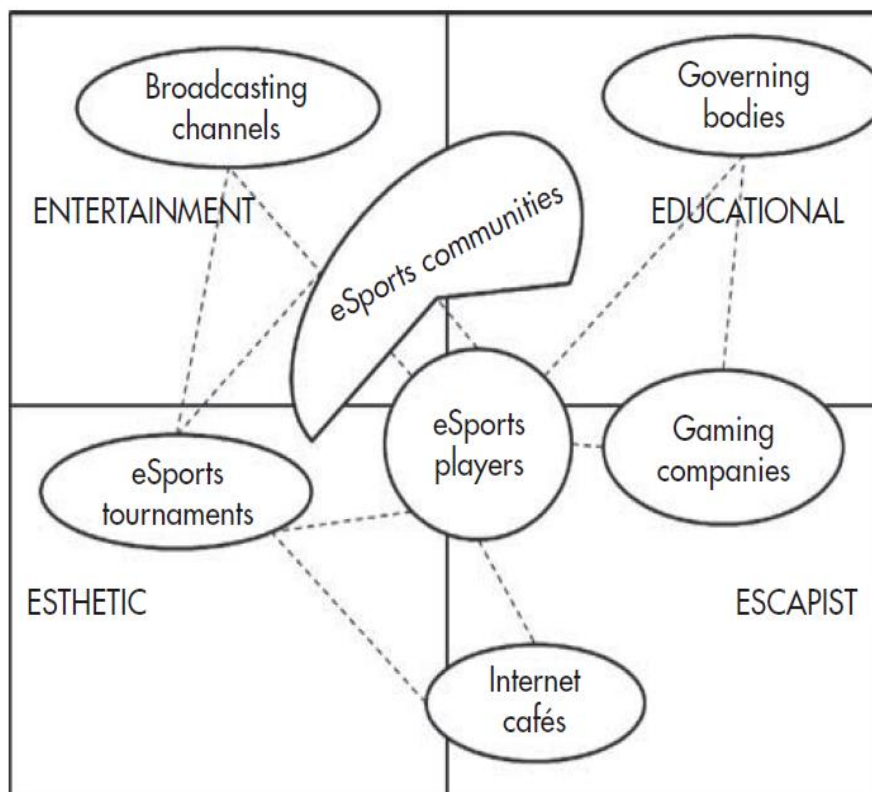 Broadcasting
channels
Governing
bodies
ENTERTAINMENT
eSports communities
EDUCATIONAL
eSports
players
Gaming
companies
eSports
tournaments
ESTHETIC
ESCAPIST
Internet
cafés